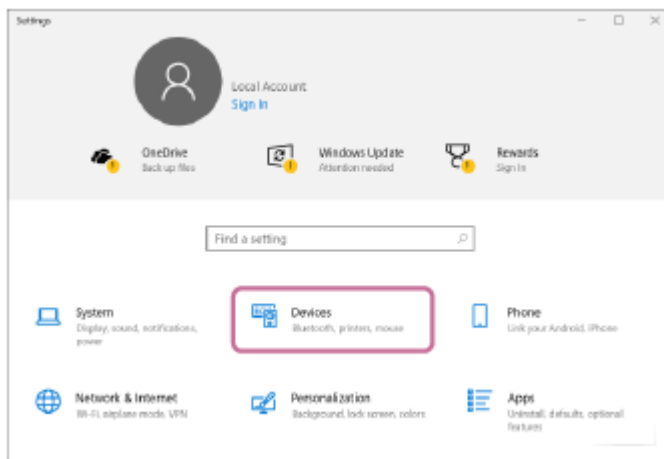 Settings
Local Account
Sign In
OneDrive
Back up files
Windows Update
Attention needed
Rewards
Sign In
Find a setting
System
Display, sound, notifications,
power
Devices
Bluetooth, printers, mouse
Phone
Link your Android, iPhone
Network & Internet
Wi-Fi, airplane mode, VPN
Personalization
Background, lock screen, colors
Apps
Uninstall, defaults, optional
features